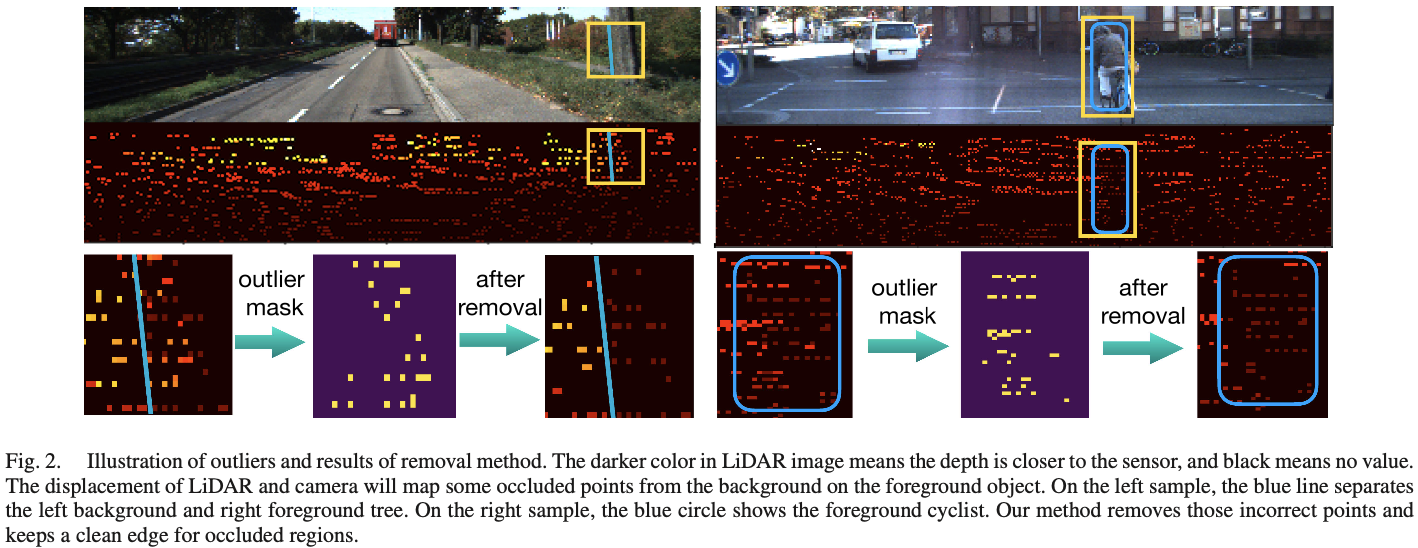 outlier
mask
after
removal
outlier
mask
after
removal
Fig. 2. Illustration of outliers and results of removal method. The darker color in LiDAR image means the depth is closer to the sensor, and black means no value.
The displacement of LiDAR and camera will map some occluded points from the background on the foreground object. On the left sample, the blue line separates
the left background and right foreground tree. On the right sample, the blue circle shows the foreground cyclist. Our method removes those incorrect points and
keeps a clean edge for occluded regions.